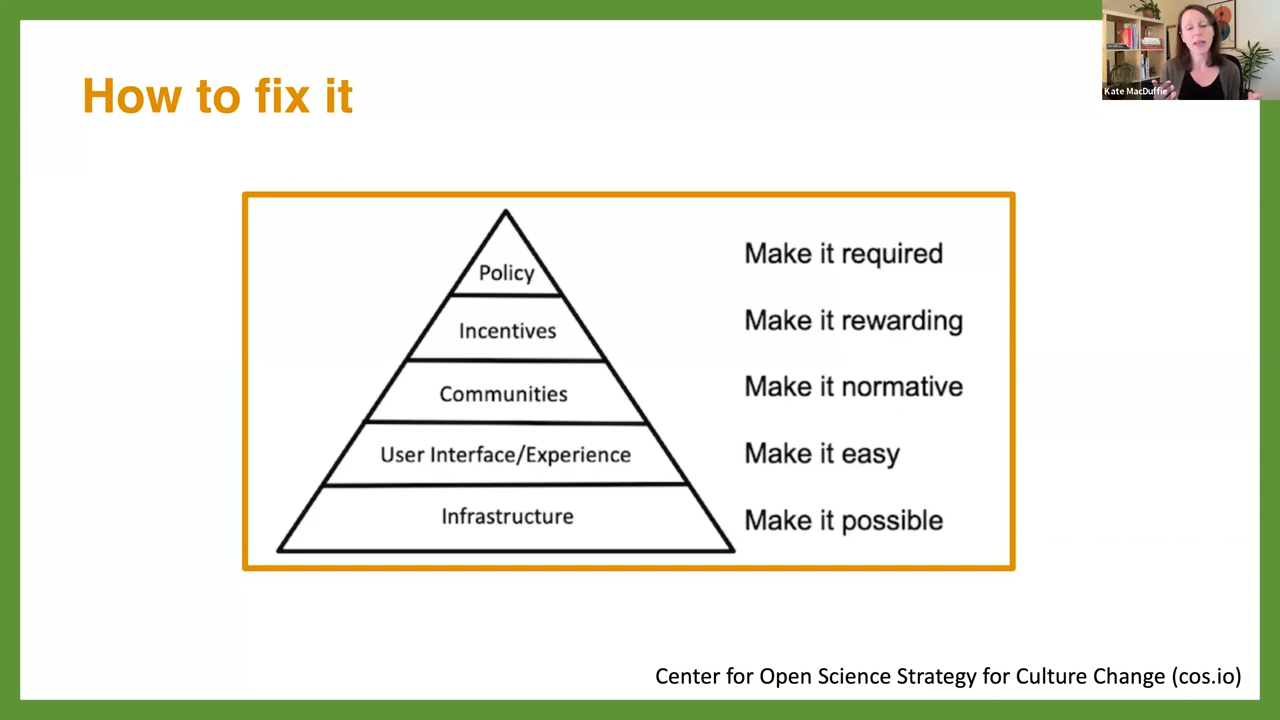 Kate MacDuffie
How to fix it
Policy
Make it required
Incentives
Make it rewarding
Communities
Make it normative
User Interface/Experience
Make it easy
Infrastructure
Make it possible
Center for Open Science Strategy for Culture Change (cos.io)